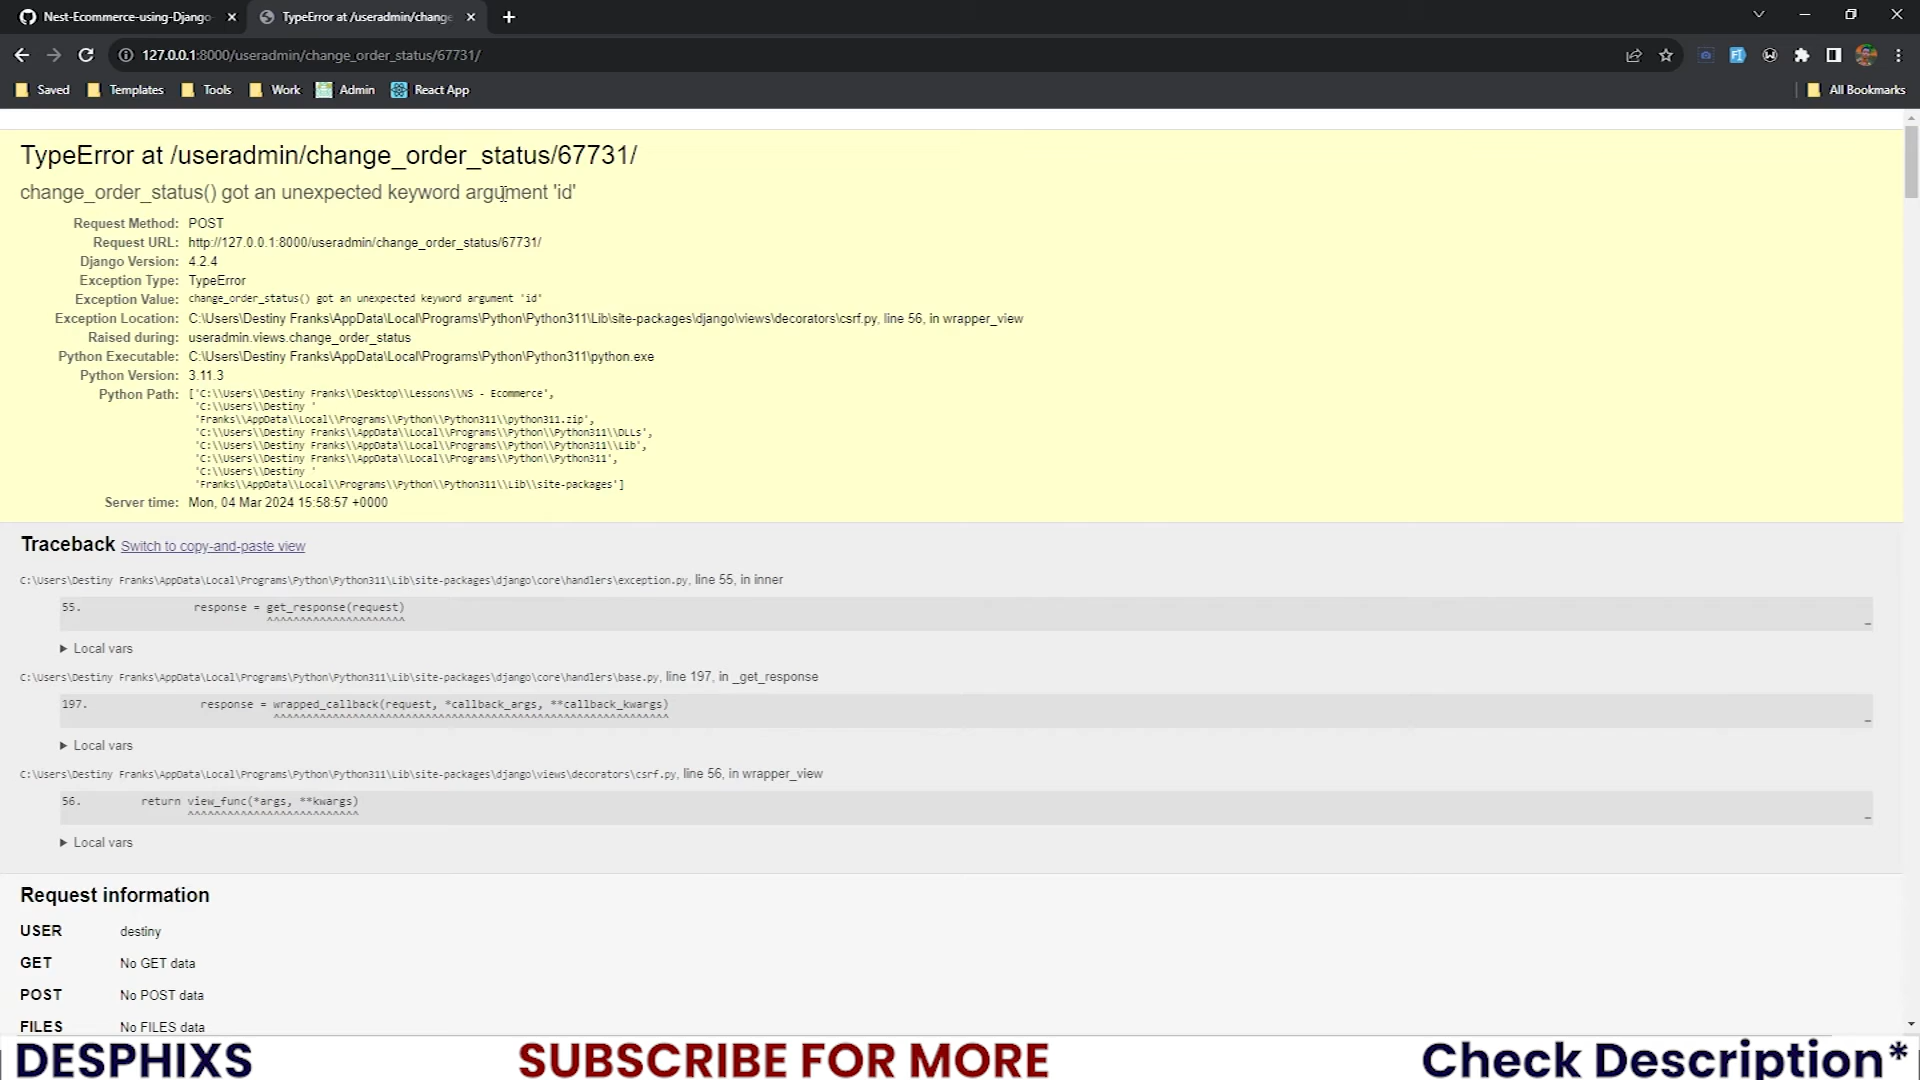 Nest-Ecommerce-using-Django
TypeError at /useradmin/change
127.0.0.1:8000/useradmin/change_order_status/67731/
Saved
Templates
Tools
Work
Admin
React App
All Bookmarks
TypeError at /useradmin/change_order_status/67731/
change_order_status() got an unexpected keyword argument 'id'
Request Method: POST
Request URL: http://127.0.0.1:8000/useradmin/change_order_status/67731/
Django Version: 4.2.4
Exception Type: TypeError
Exception Value: change_order_status() got an unexpected keyword argument 'id'
Exception Location: C:\Users\Destiny Franks\AppData\Local\Programs\Python\Python311\Lib\site-packages\django\views\decorators\csrf.py, line 56, in wrapper_view
Raised during: useradmin.views.change_order_status
Python Executable: C:\Users\Destiny Franks\AppData\Local\Programs\Python\Python311\python.exe
Python Version: 3.11.3
Python Path: ['C:\\Users\\Destiny Franks\\Desktop\\Lessons\\NS - Ecommerce',
'C:\\Users\\Destiny '
'Franks\\AppData\\Local\\Programs\\Python\\Python311\\python311.zip',
'C:\\Users\\Destiny Franks\\AppData\\Local\\Programs\\Python\\Python311\\DLLs',
'C:\\Users\\Destiny Franks\\AppData\\Local\\Programs\\Python\\Python311\\Lib',
'C:\\Users\\Destiny Franks\\AppData\\Local\\Programs\\Python\\Python311',
'C:\\Users\\Destiny '
'Franks\\AppData\\Local\\Programs\\Python\\Python311\\Lib\\site-packages']
Server time: Mon, 04 Mar 2024 15:58:57 +0000
Traceback Switch to copy-and-paste view
C:\Users\Destiny Franks\AppData\Local\Programs\Python\Python311\Lib\site-packages\django\core\handlers\exception.py, line 55, in inner
55. response = get_response(request)
^^^^^^^^^^^^^^^^^^^^^
Local vars
C:\Users\Destiny Franks\AppData\Local\Programs\Python\Python311\Lib\site-packages\django\core\handlers\base.py, line 197, in _get_response
197. response = wrapped_callback(request, *callback_args, **callback_kwargs)
^^^^^^^^^^^^^^^^^^^^^^^^^^^^^^^^^^^^^^^^^^^^^^^^^^^^^^^^^^^^
Local vars
C:\Users\Destiny Franks\AppData\Local\Programs\Python\Python311\Lib\site-packages\django\views\decorators\csrf.py, line 56, in wrapper_view
56. return view_func(*args, **kwargs)
^^^^^^^^^^^^^^^^^^^^^^^^^^
Local vars
Request information
USER destiny
GET No GET data
POST No POST data
FILES No FILES data
DESPHIXS
SUBSCRIBE FOR MORE
Check Description*